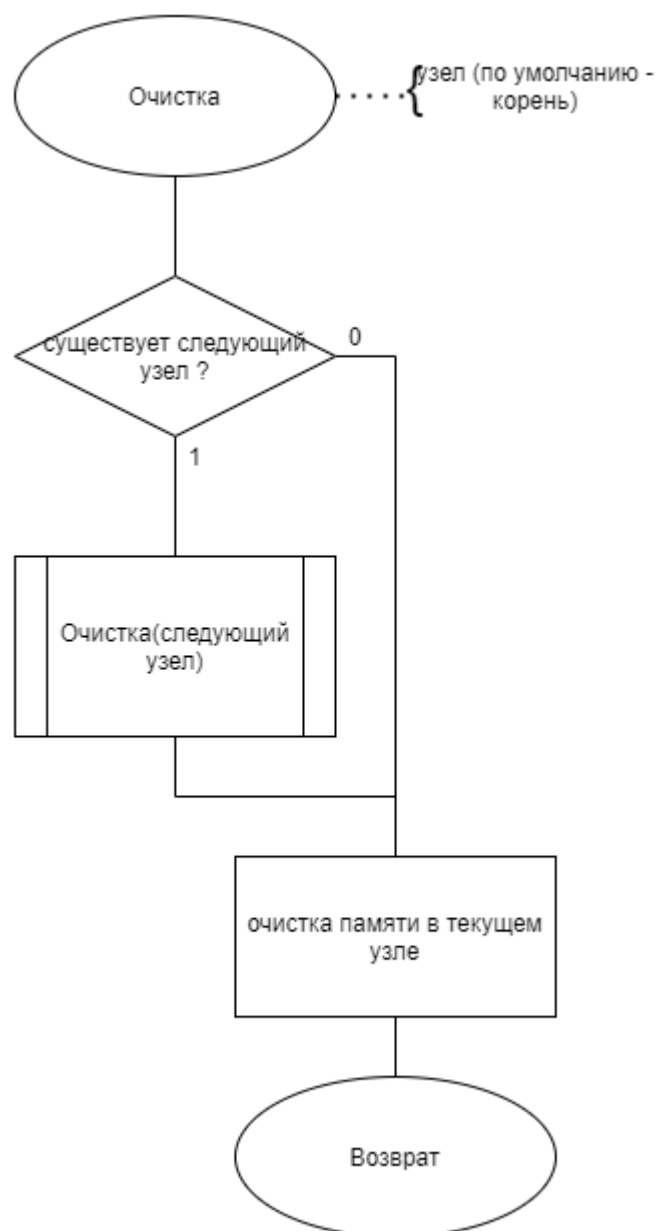 Очистка
узел (по умолчанию -
корень)
существует следующий
узел ?
0
1
Очистка(следующий
узел)
очистка памяти в текущем
узле
Возврат